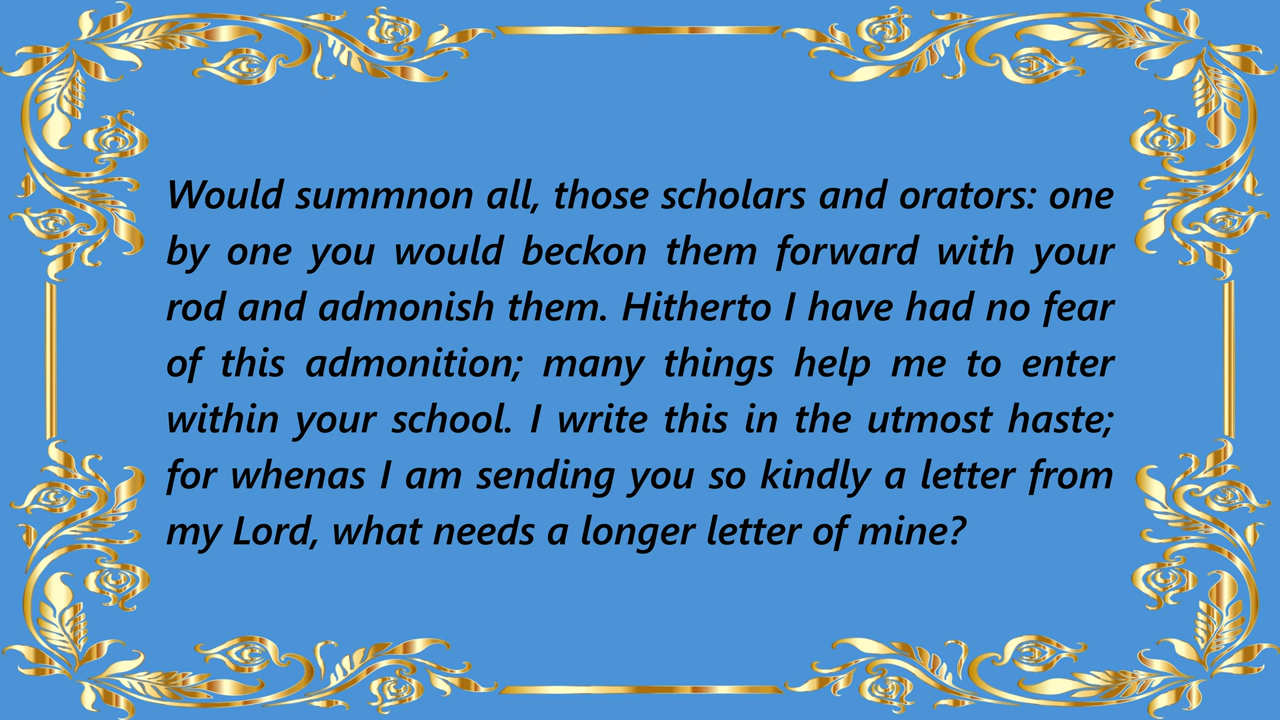 Would summnon all, those scholars and orators: one
by one you would beckon them forward with your
rod and admonish them. Hitherto I have had no fear
of this admonition; many things help me to enter
within your school. I write this in the utmost haste;
for whenas I am sending you so kindly a letter from
my Lord, what needs a longer letter of mine?